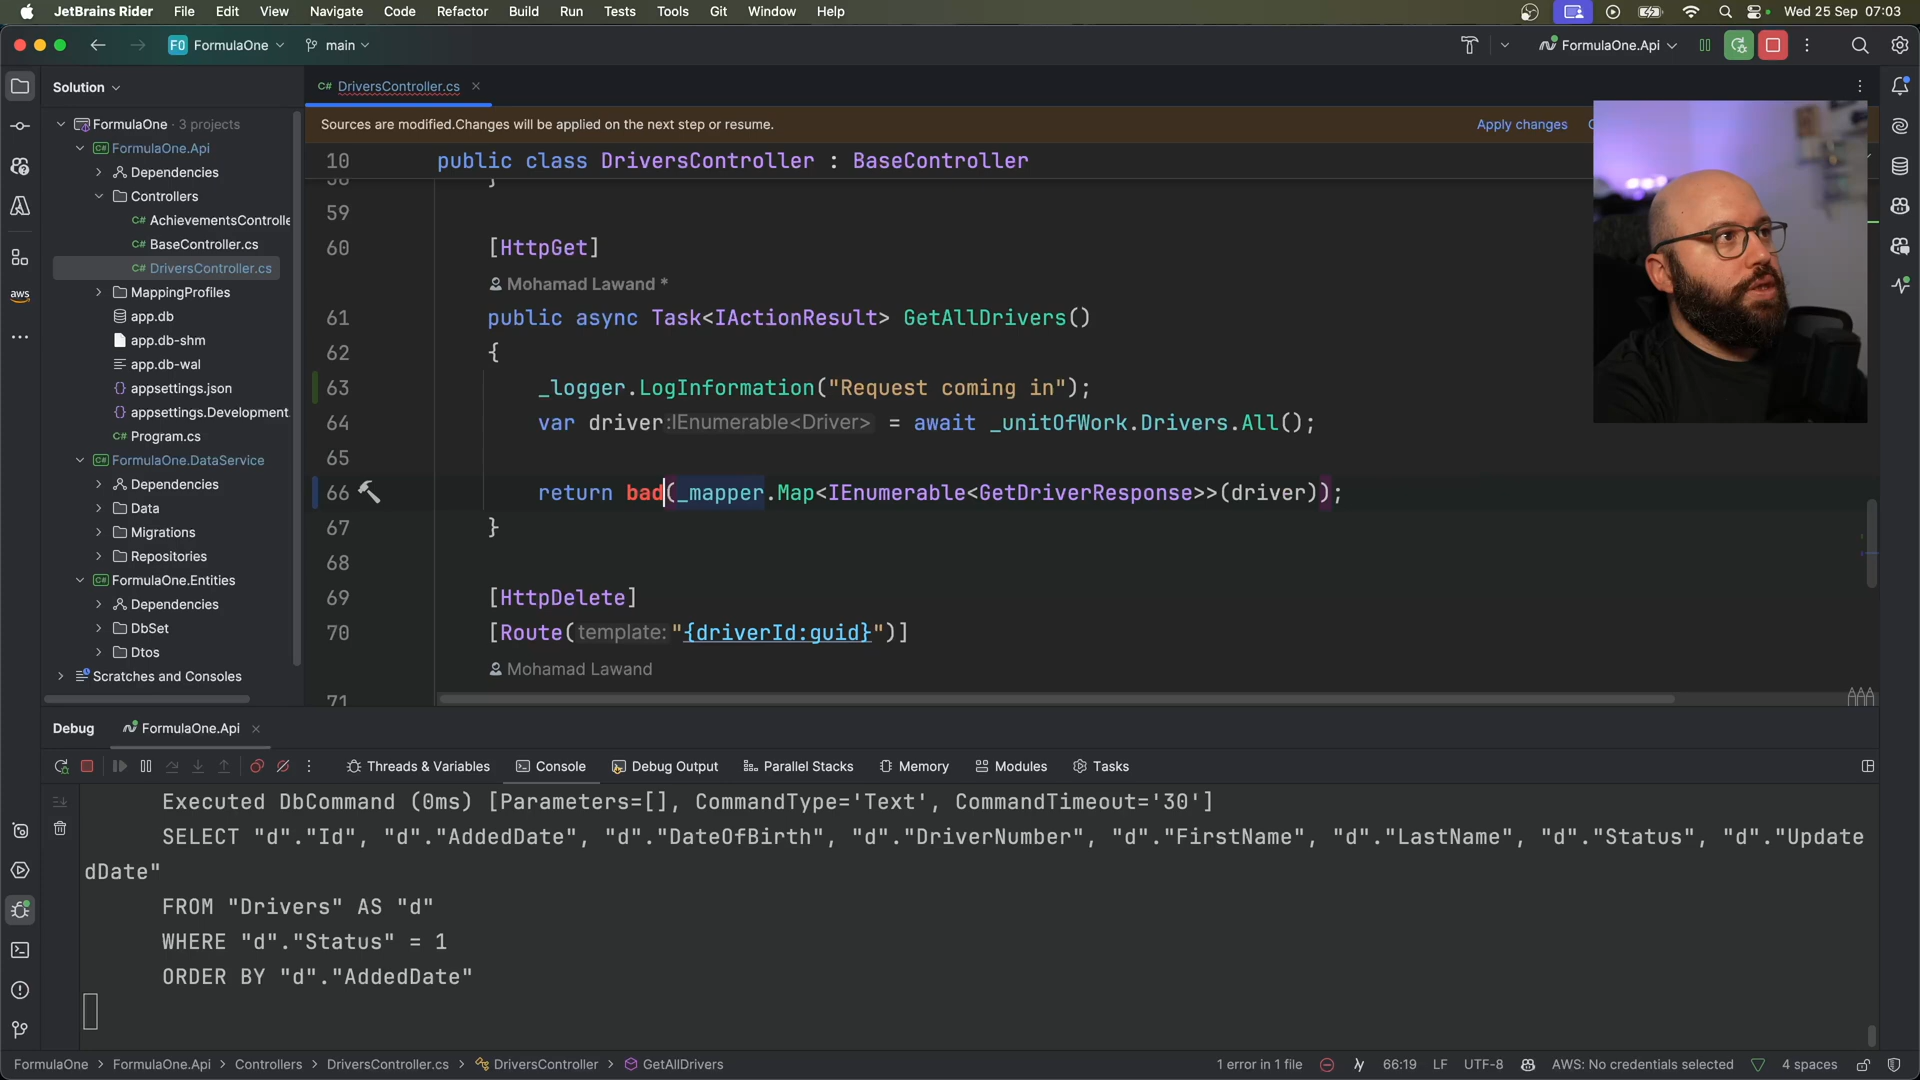 JetBrains Rider File Edit View Navigate Code Refactor Build Run Tests Tools Git Window Help Wed 25 Sep 07:03
FO FormulaOne main FormulaOne.Api
Solution
C# DriversController.cs
Sources are modified.Changes will be applied on the next step or resume. Apply changes
FormulaOne · 3 projects
C# FormulaOne.Api
Dependencies
Controllers
C# AchievementsControlle
C# BaseController.cs
C# DriversController.cs
MappingProfiles
app.db
app.db-shm
app.db-wal
appsettings.json
appsettings.Development.
C# Program.cs
C# FormulaOne.DataService
Dependencies
Data
Migrations
Repositories
C# FormulaOne.Entities
Dependencies
DbSet
Dtos
Scratches and Consoles
aws
10 public class DriversController : BaseController
58 }
59
60 [HttpGet]
Mohamad Lawand *
61 public async Task<IActionResult> GetAllDrivers()
62 {
63 _logger.LogInformation("Request coming in");
64 var driver:IEnumerable<Driver> = await _unitOfWork.Drivers.All();
65
66 return bad(_mapper.Map<IEnumerable<GetDriverResponse>>(driver));
67 }
68
69 [HttpDelete]
70 [Route(template: "{driverId:guid}")]
Mohamad Lawand
71
Debug FormulaOne.Api
Threads & Variables Console Debug Output Parallel Stacks Memory Modules Tasks
Executed DbCommand (0ms) [Parameters=[], CommandType='Text', CommandTimeout='30']
SELECT "d"."Id", "d"."AddedDate", "d"."DateOfBirth", "d"."DriverNumber", "d"."FirstName", "d"."LastName", "d"."Status", "d"."Update
dDate"
FROM "Drivers" AS "d"
WHERE "d"."Status" = 1
ORDER BY "d"."AddedDate"
FormulaOne > FormulaOne.Api > Controllers > DriversController.cs > DriversController > GetAllDrivers 1 error in 1 file 66:19 LF UTF-8 AWS: No credentials selected 4 spaces